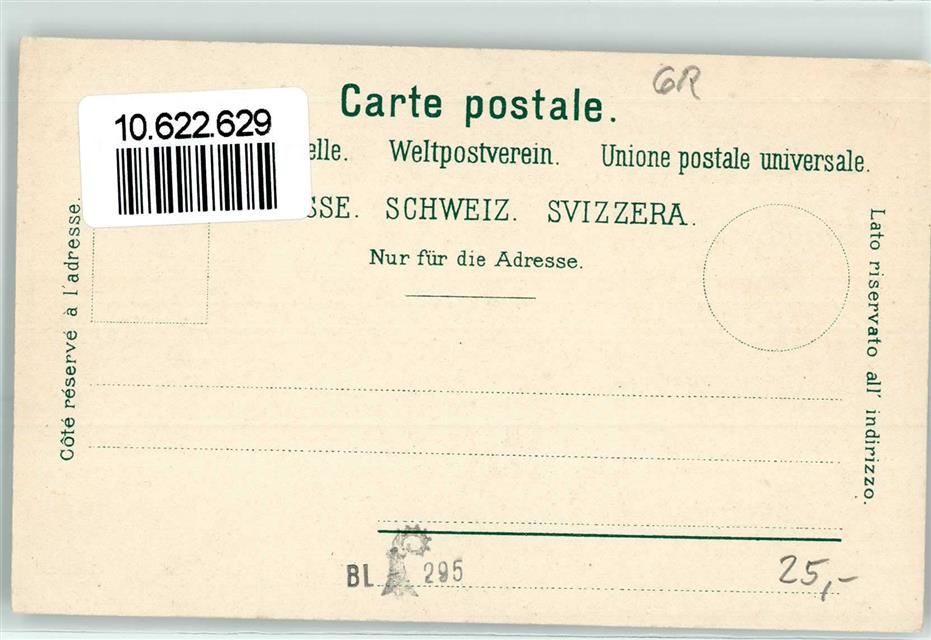 GR
Carte postale.
10.622.629
elle. Weltpostverein. Unione postale universale.
SSE. SCHWEIZ. SVIZZERA.
Nur für die Adresse.
Côté réservé à l'adresse.
Lato riservato all' indirizzo.
BL 295
25,-